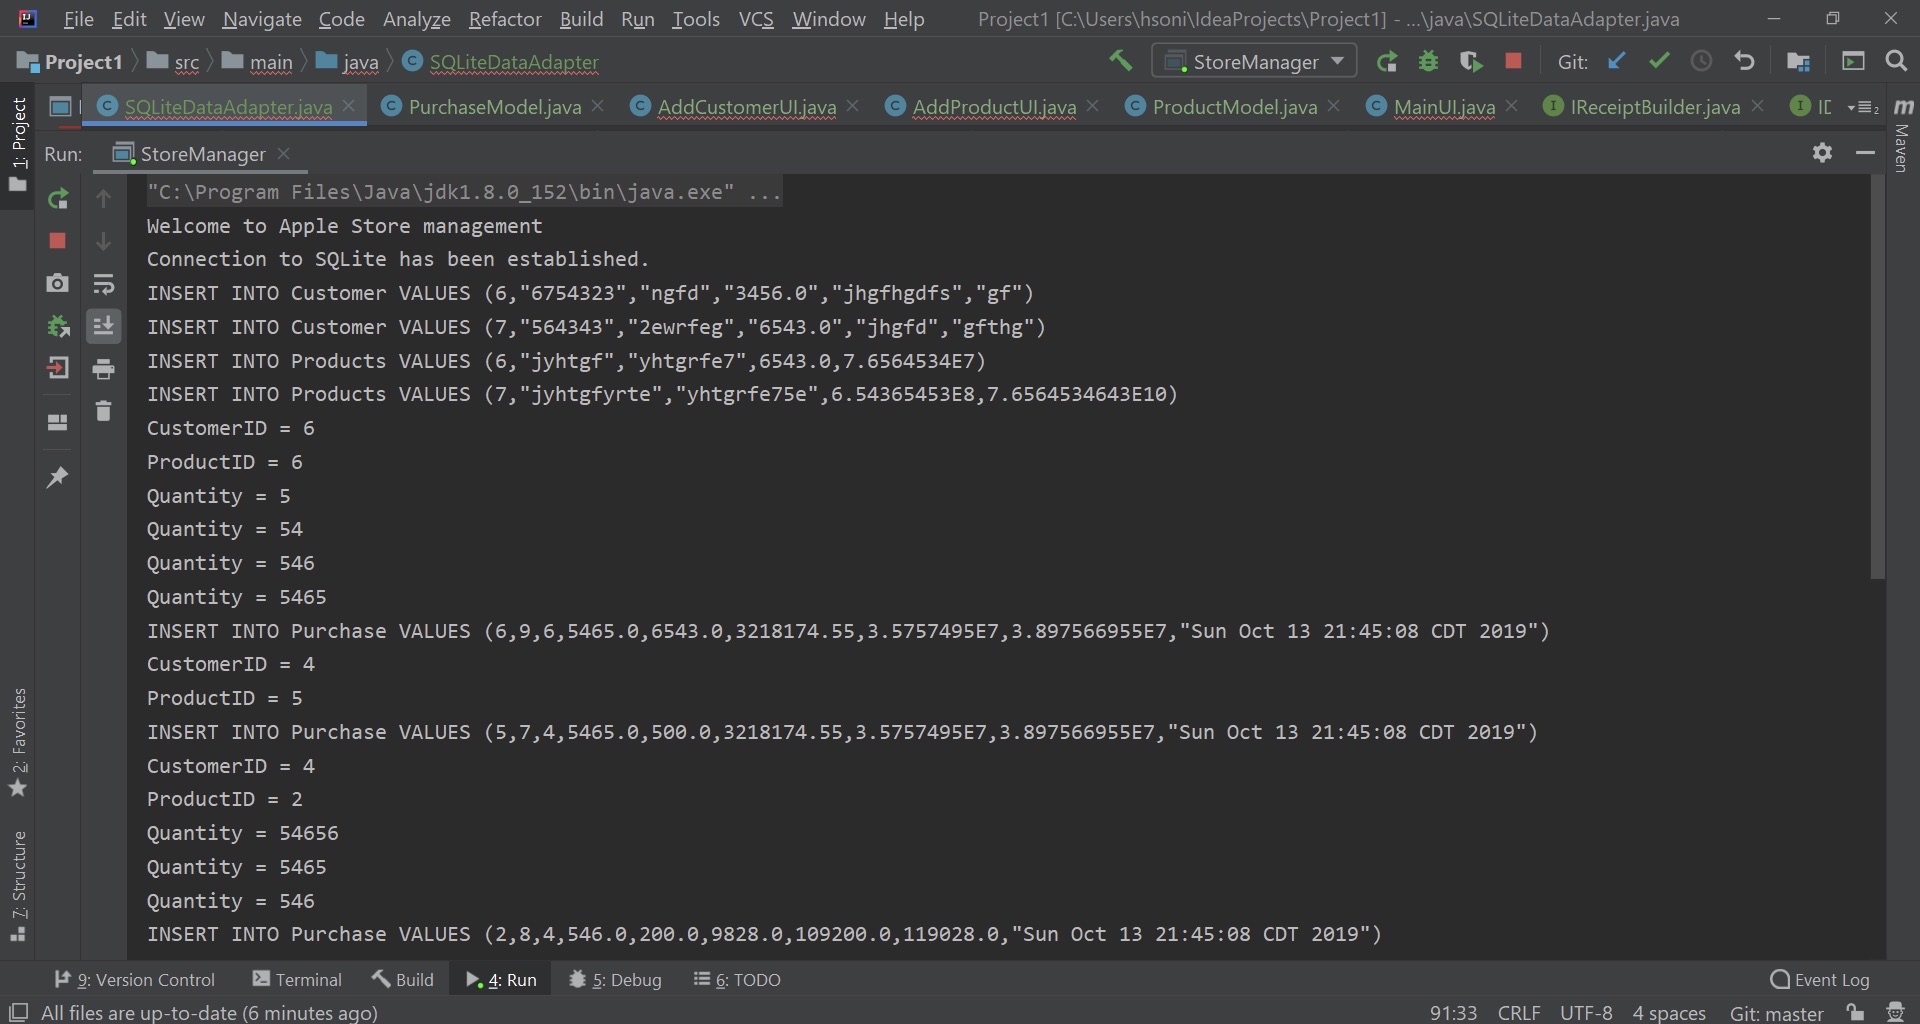 File Edit View Navigate Code Analyze Refactor Build Run Tools VCS Window Help Project1 [C:\Users\hsoni\IdeaProjects\Project1] - ...\java\SQLiteDataAdapter.java
Project1 src main java SQLiteDataAdapter StoreManager Git:
SQLiteDataAdapter.java PurchaseModel.java AddCustomerUI.java AddProductUI.java ProductModel.java MainUI.java IReceiptBuilder.java
1: Project
Maven
Run: StoreManager
"C:\Program Files\Java\jdk1.8.0_152\bin\java.exe" ...
Welcome to Apple Store management
Connection to SQLite has been established.
INSERT INTO Customer VALUES (6,"6754323","ngfd","3456.0","jhgfhgdfs","gf")
INSERT INTO Customer VALUES (7,"564343","2ewrfeg","6543.0","jhgfd","gfthg")
INSERT INTO Products VALUES (6,"jyhtgf","yhtgrfe7",6543.0,7.6564534E7)
INSERT INTO Products VALUES (7,"jyhtgfyrte","yhtgrfe75e",6.54365453E8,7.6564534643E10)
CustomerID = 6
ProductID = 6
Quantity = 5
Quantity = 54
Quantity = 546
Quantity = 5465
INSERT INTO Purchase VALUES (6,9,6,5465.0,6543.0,3218174.55,3.5757495E7,3.897566955E7,"Sun Oct 13 21:45:08 CDT 2019")
CustomerID = 4
ProductID = 5
INSERT INTO Purchase VALUES (5,7,4,5465.0,500.0,3218174.55,3.5757495E7,3.897566955E7,"Sun Oct 13 21:45:08 CDT 2019")
CustomerID = 4
ProductID = 2
Quantity = 54656
Quantity = 5465
Quantity = 546
INSERT INTO Purchase VALUES (2,8,4,546.0,200.0,9828.0,109200.0,119028.0,"Sun Oct 13 21:45:08 CDT 2019")
2: Favorites
7: Structure
9: Version Control Terminal Build 4: Run 5: Debug 6: TODO Event Log
All files are up-to-date (6 minutes ago) 91:33 CRLF UTF-8 4 spaces Git: master